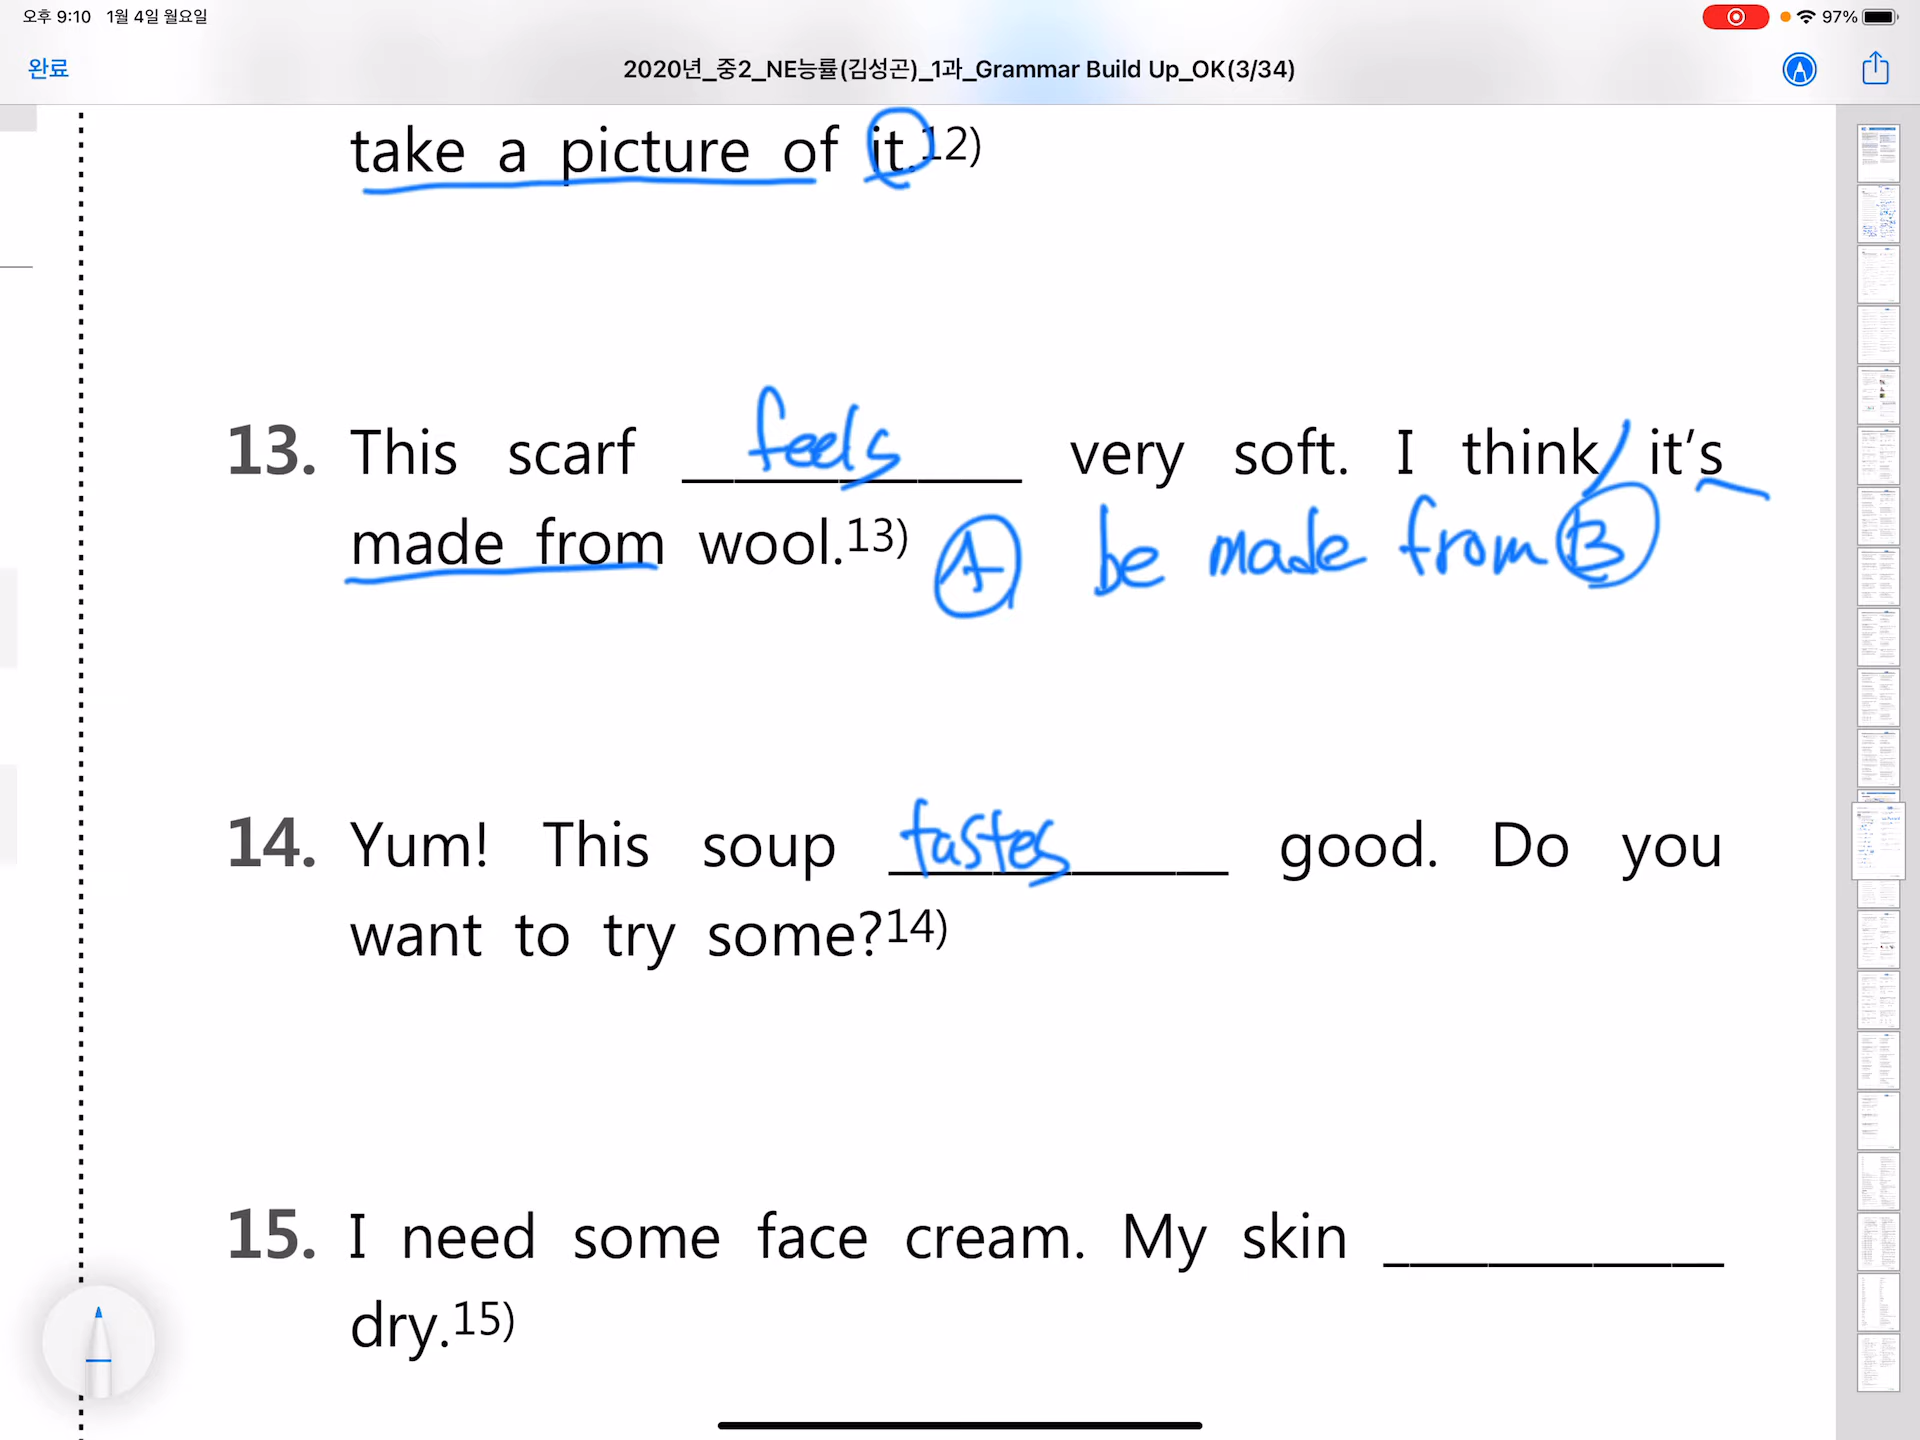 오후 9:10 1월 4일 월요일
97%
완료
2020년_중2_NE능률(김성곤)_1과_Grammar Build Up_OK(3/34)
take a picture of it.12)
13. This scarf feels very soft. I think/ it's
made from wool.13) A be made from B
14. Yum! This soup tastes good. Do you
want to try some?14)
15. I need some face cream. My skin ____________
dry.15)